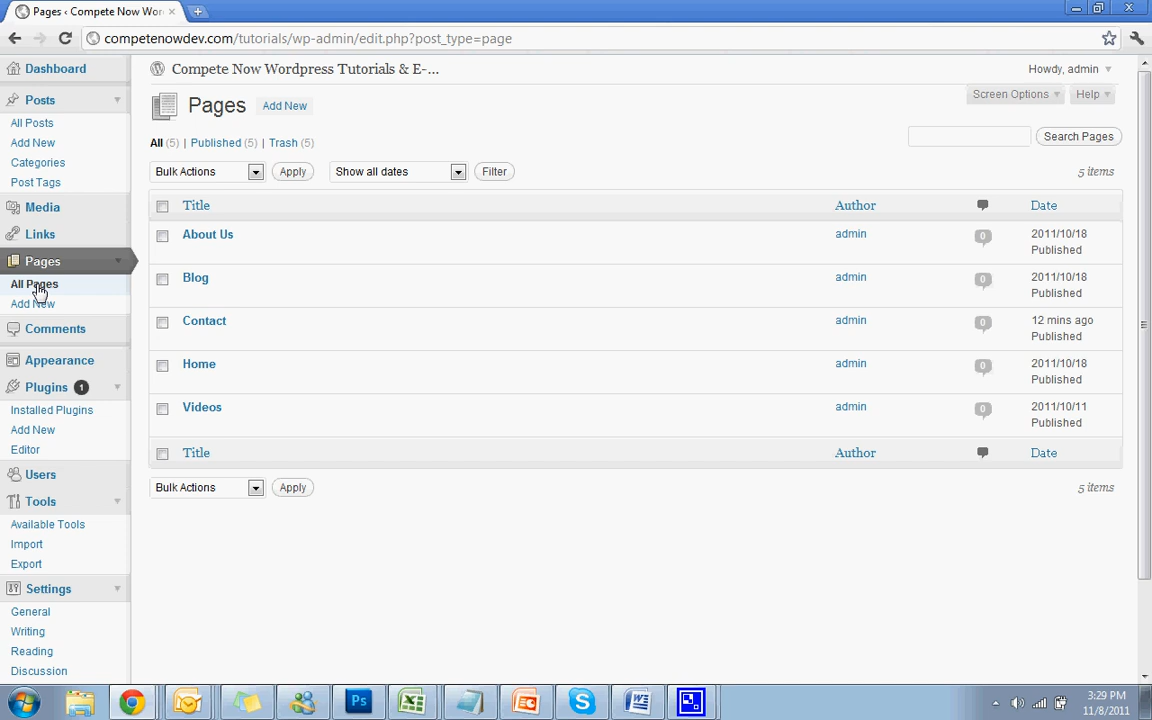 Pages ‹ Compete Now Wor
competenowdev.com/tutorials/wp-admin/edit.php?post_type=page
Dashboard
Posts
All Posts
Add New
Categories
Post Tags
Media
Links
Pages
All Pages
Add New
Comments
Appearance
Plugins 1
Installed Plugins
Add New
Editor
Users
Tools
Available Tools
Import
Export
Settings
General
Writing
Reading
Discussion
Compete Now Wordpress Tutorials & E-...
Howdy, admin
Pages Add New
Screen Options Help
All (5) | Published (5) | Trash (5)
Search Pages
Bulk Actions Apply Show all dates Filter 5 items
Title Author Date
About Us admin 0 2011/10/18
Published
Blog admin 0 2011/10/18
Published
Contact admin 0 12 mins ago
Published
Home admin 0 2011/10/18
Published
Videos admin 0 2011/10/11
Published
Title Author Date
Bulk Actions Apply 5 items
Ps
3:29 PM
11/8/2011